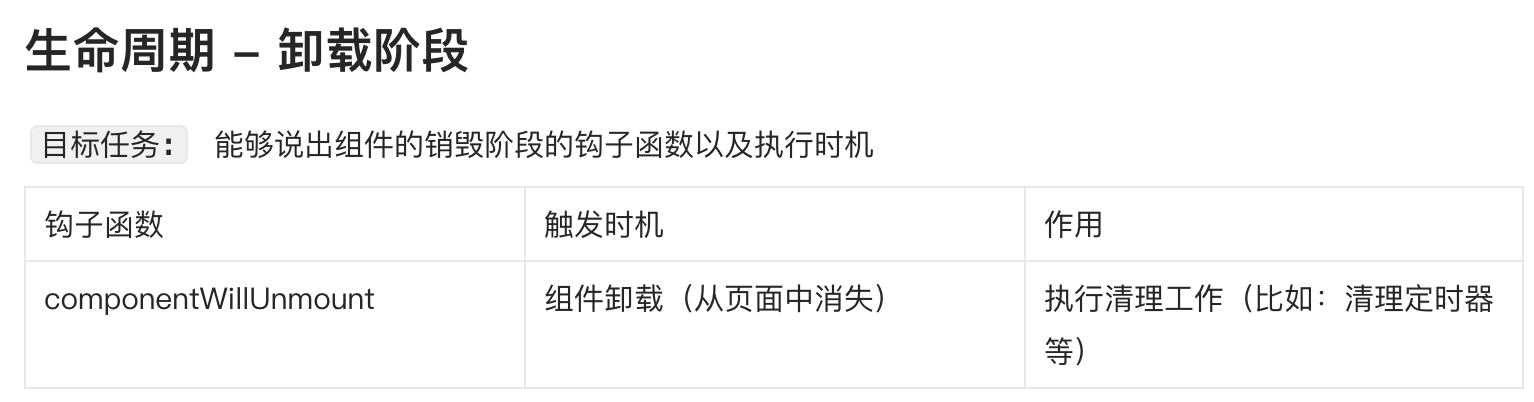 生命周期 – 卸载阶段
目标任务： 能够说出组件的销毁阶段的钩子函数以及执行时机
钩子函数 触发时机 作用
componentWillUnmount 组件卸载（从页面中消失） 执行清理工作（比如：清理定时器
等）